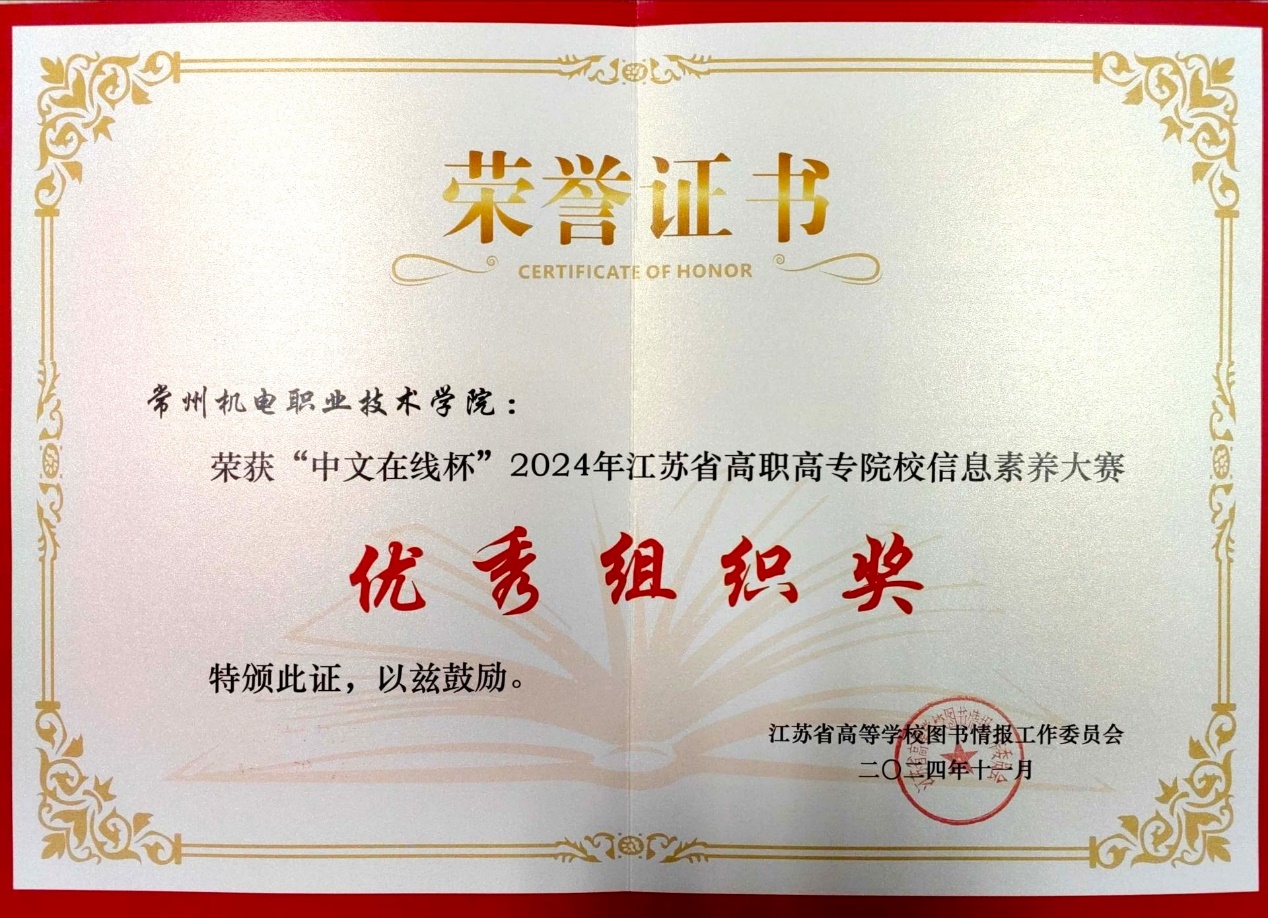 荣誉证书
CERTIFICATE OF HONOR
常州机电职业技术学院：
荣获“中文在线杯”2024年江苏省高职高专院校信息素养大赛
优秀组织奖
特颁此证，以兹鼓励。
江苏省高等学校图书情报工作委员会
二〇二四年十一月